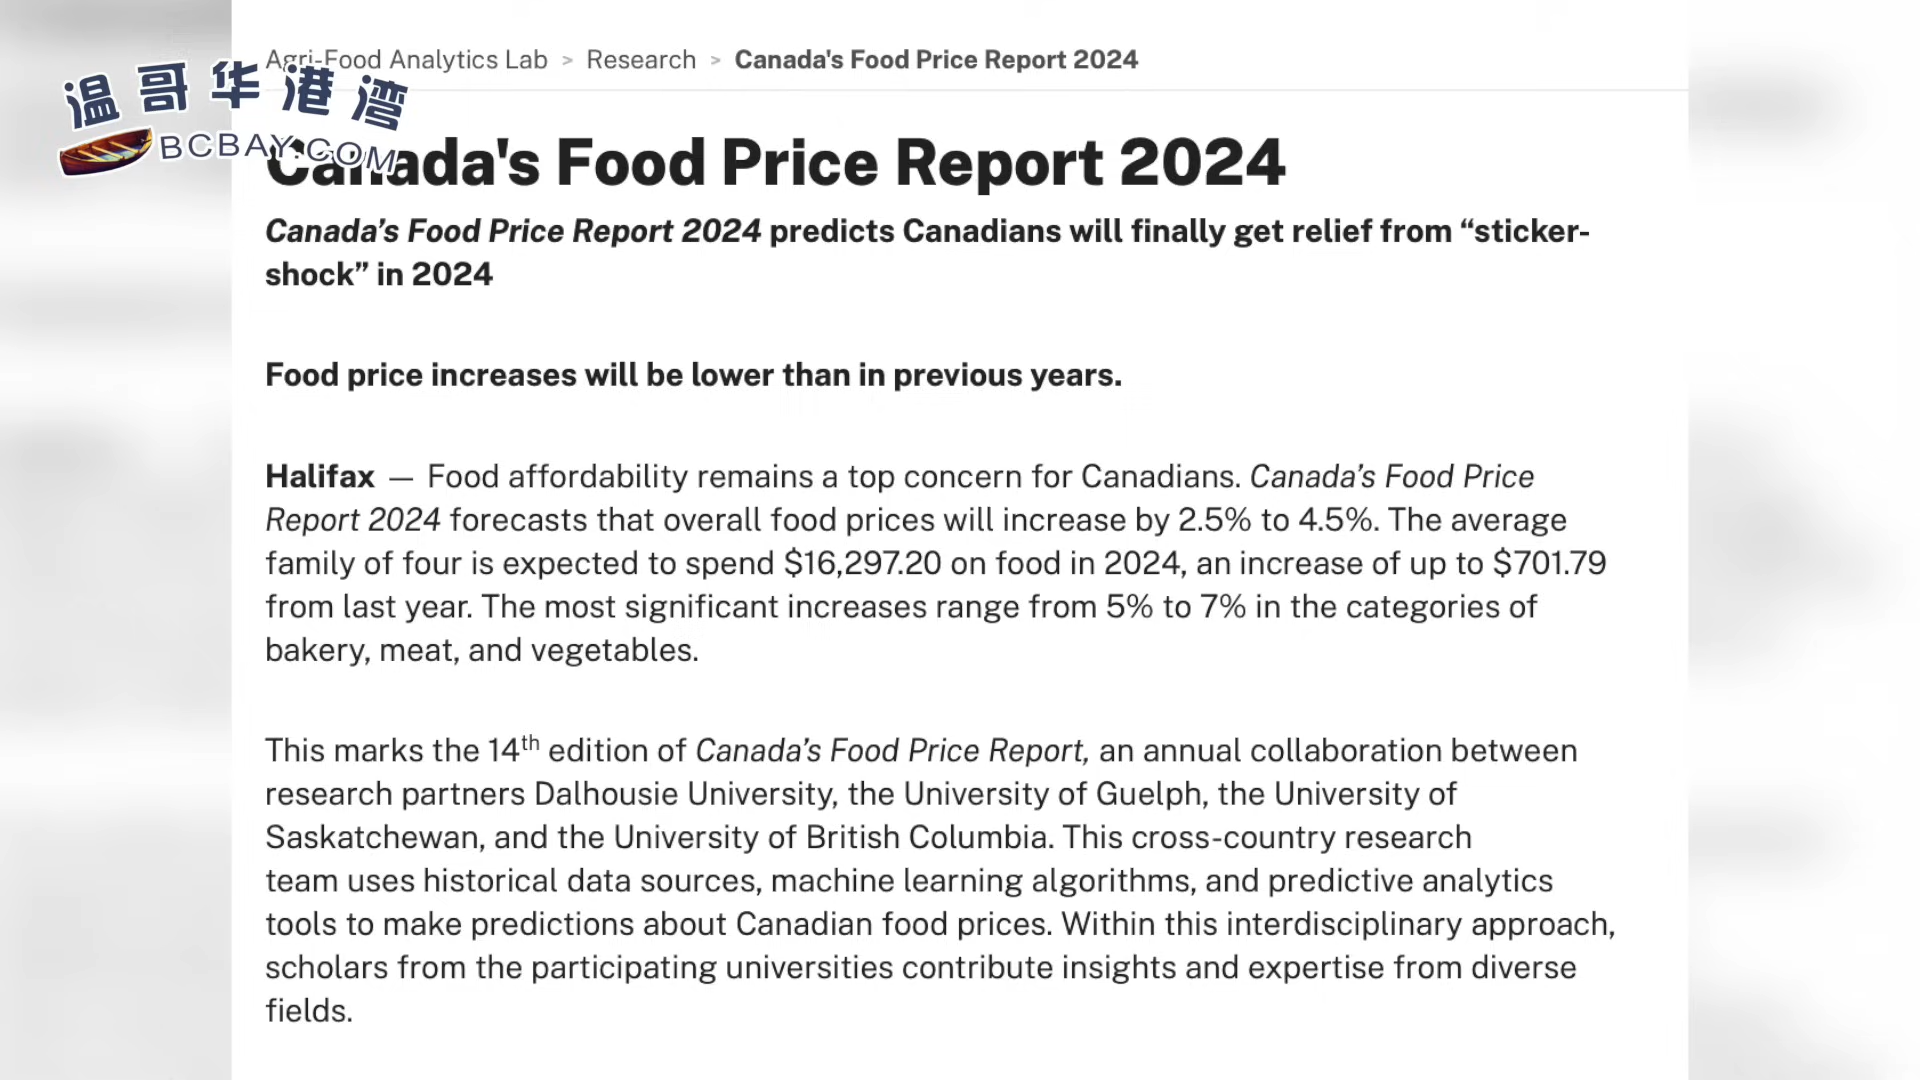 Agri-Food Analytics Lab > Research > Canada's Food Price Report 2024
温哥华港湾
BCBAY.COM
Canada's Food Price Report 2024
Canada’s Food Price Report 2024 predicts Canadians will finally get relief from “sticker-
shock” in 2024
Food price increases will be lower than in previous years.
Halifax — Food affordability remains a top concern for Canadians. Canada’s Food Price
Report 2024 forecasts that overall food prices will increase by 2.5% to 4.5%. The average
family of four is expected to spend $16,297.20 on food in 2024, an increase of up to $701.79
from last year. The most significant increases range from 5% to 7% in the categories of
bakery, meat, and vegetables.
This marks the 14th edition of Canada’s Food Price Report, an annual collaboration between
research partners Dalhousie University, the University of Guelph, the University of
Saskatchewan, and the University of British Columbia. This cross-country research
team uses historical data sources, machine learning algorithms, and predictive analytics
tools to make predictions about Canadian food prices. Within this interdisciplinary approach,
scholars from the participating universities contribute insights and expertise from diverse
fields.